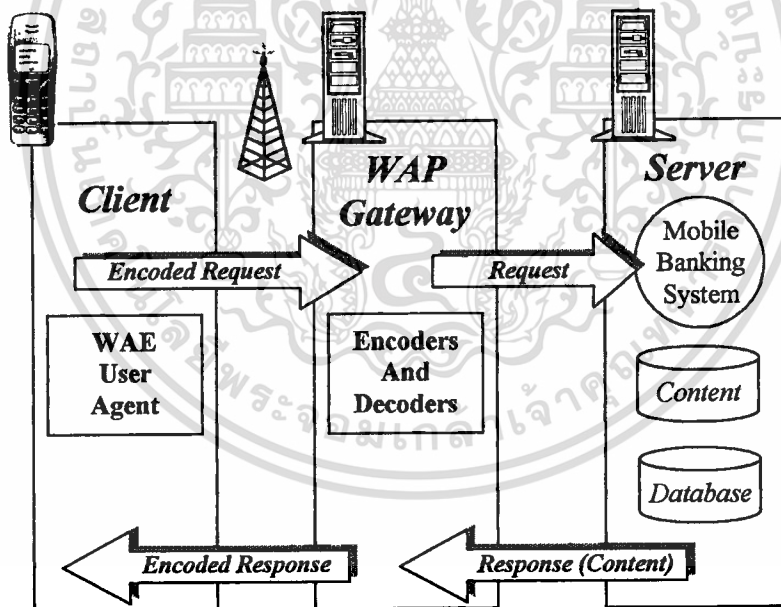 Client
WAP
Gateway
Server
Encoded Request
Request
Mobile
Banking
System
WAE
User
Agent
Encoders
And
Decoders
Content
Database
Encoded Response
Response (Content)